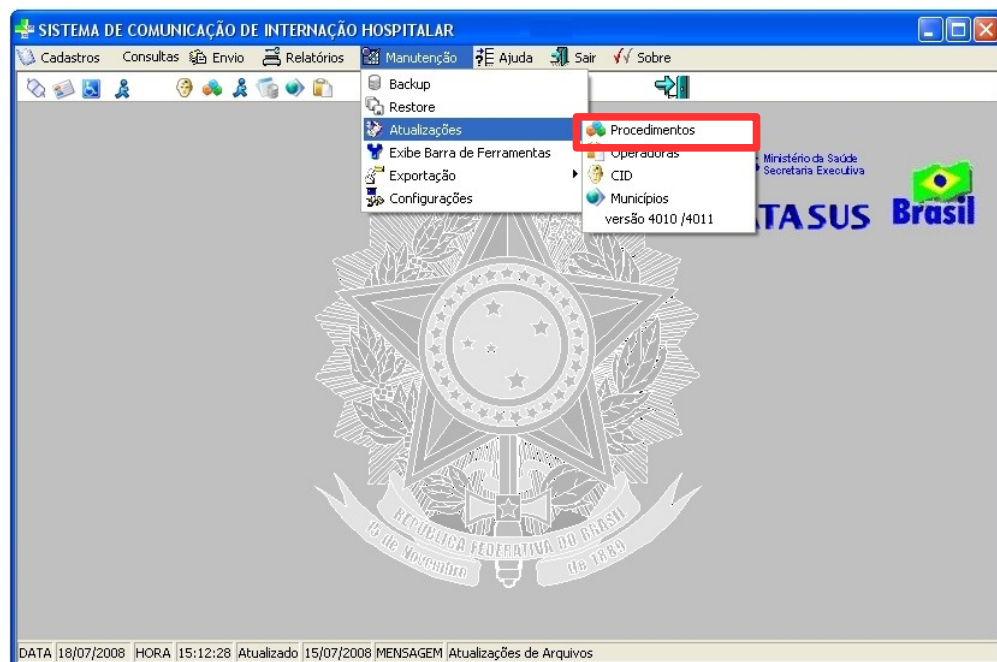 SISTEMA DE COMUNICAÇÃO DE INTERNAÇÃO HOSPITALAR
Cadastros Consultas Envio Relatórios Manutenção Ajuda Sair Sobre
Backup
Restore
Atualizações
Exibe Barra de Ferramentas
Exportação
Configurações
Procedimentos
Operadoras
CID
Municípios
versão 4010 /4011
Ministério da Saúde
Secretaria Executiva
TASUS Brasil
REPÚBLICA FEDERATIVA DO BRASIL
15 de Novembro de 1889
DATA 18/07/2008 HORA 15:12:28 Atualizado 15/07/2008 MENSAGEM Atualizações de Arquivos